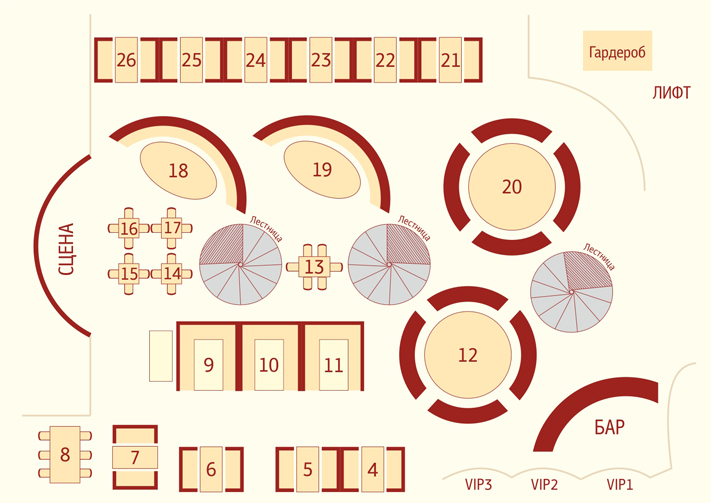 Гардероб
ЛИФТ
26 25 24 23 22 21
18 19 20
СЦЕНА
16 17
Лестница
Лестница
15 14 13
Лестница
9 10 11 12
БАР
8 7 6 5 4
VIP3 VIP2 VIP1